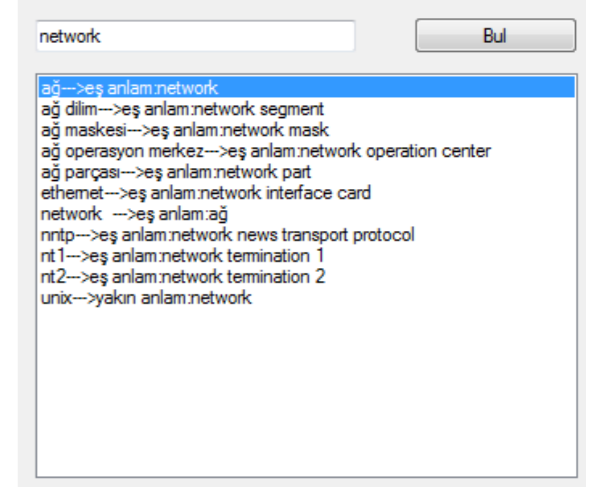 network
Bul
ağ--->eş anlam:network
ağ dilim--->eş anlam:network segment
ağ maskesi--->eş anlam:network mask
ağ operasyon merkez--->eş anlam:network operation center
ağ parçası--->eş anlam:network part
ethernet--->eş anlam:network interface card
network  --->eş anlam:ağ
nntp--->eş anlam:network news transport protocol
nt1--->eş anlam:network termination 1
nt2--->eş anlam:network termination 2
unix--->yakın anlam:network